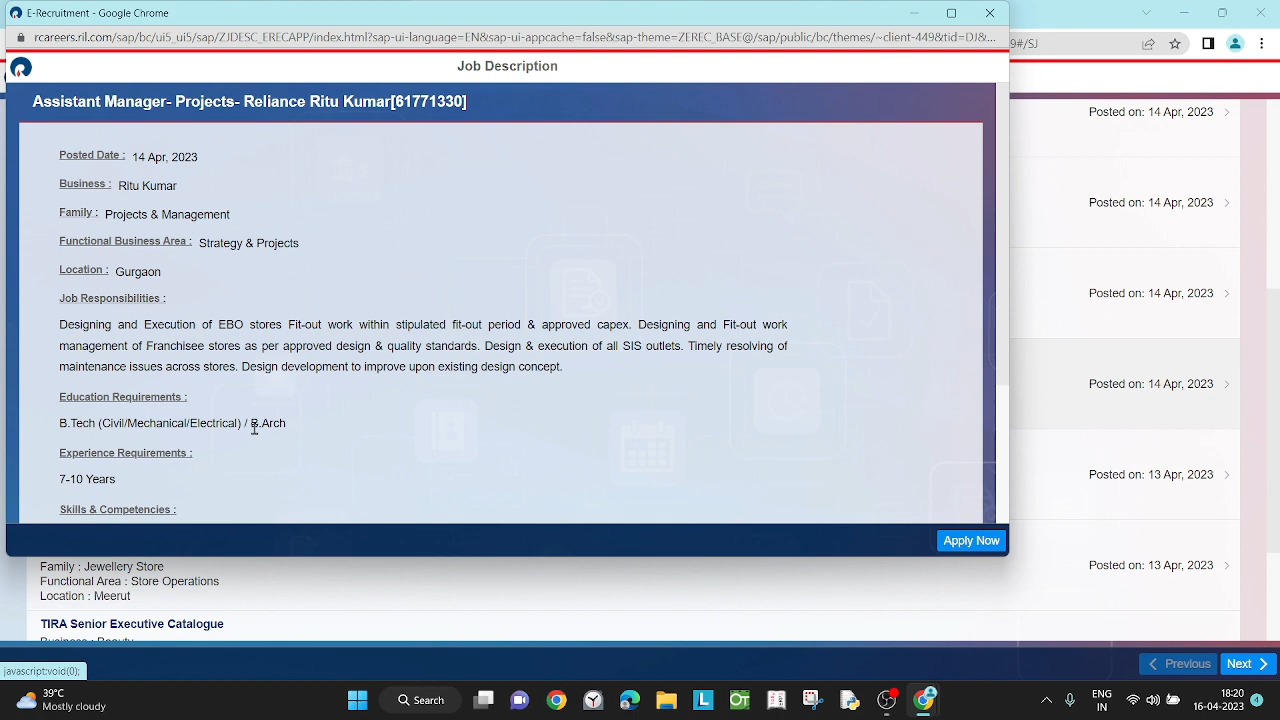 E-Recruitment - Google Chrome
rcareers.ril.com/sap/bc/ui5_ui5/sap/ZJDESC_ERECAPP/index.html?sap-ui-language=EN&sap-ui-appcache=false&sap-theme=ZEREC_BASE@/sap/public/bc/themes/~client-449&tid=DJ&...
9#/SJ
Job Description
Assistant Manager- Projects- Reliance Ritu Kumar[61771330]
Posted on: 14 Apr, 2023
Posted Date : 14 Apr, 2023
Business : Ritu Kumar
Posted on: 14 Apr, 2023
Family : Projects & Management
Functional Business Area : Strategy & Projects
Location : Gurgaon
Posted on: 14 Apr, 2023
Job Responsibilities :
Designing and Execution of EBO stores Fit-out work within stipulated fit-out period & approved capex. Designing and Fit-out work
management of Franchisee stores as per approved design & quality standards. Design & execution of all SIS outlets. Timely resolving of
maintenance issues across stores. Design development to improve upon existing design concept.
Posted on: 14 Apr, 2023
Education Requirements :
B.Tech (Civil/Mechanical/Electrical) / B.Arch
Experience Requirements :
7-10 Years
Posted on: 13 Apr, 2023
Skills & Competencies :
Apply Now
Family : Jewellery Store
Posted on: 13 Apr, 2023
Functional Area : Store Operations
Location : Meerut
TIRA Senior Executive Catalogue
Business : Beauty
Previous
Next
javascript:void(0);
39°C
Mostly cloudy
Search
ENG
IN
18:20
16-04-2023
4